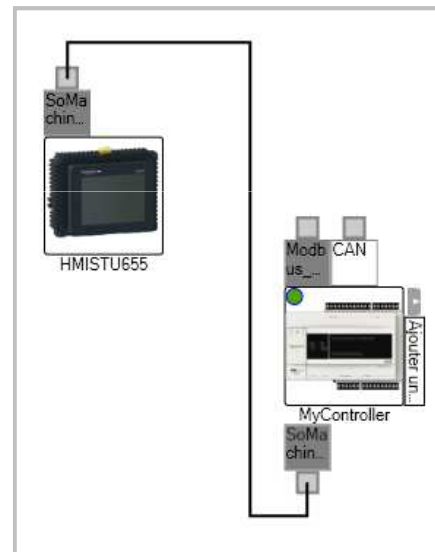 SoMa
chin...
HMISTU655
Modb
us_...
CAN
Ajouter un...
MyController
SoMa
chin...